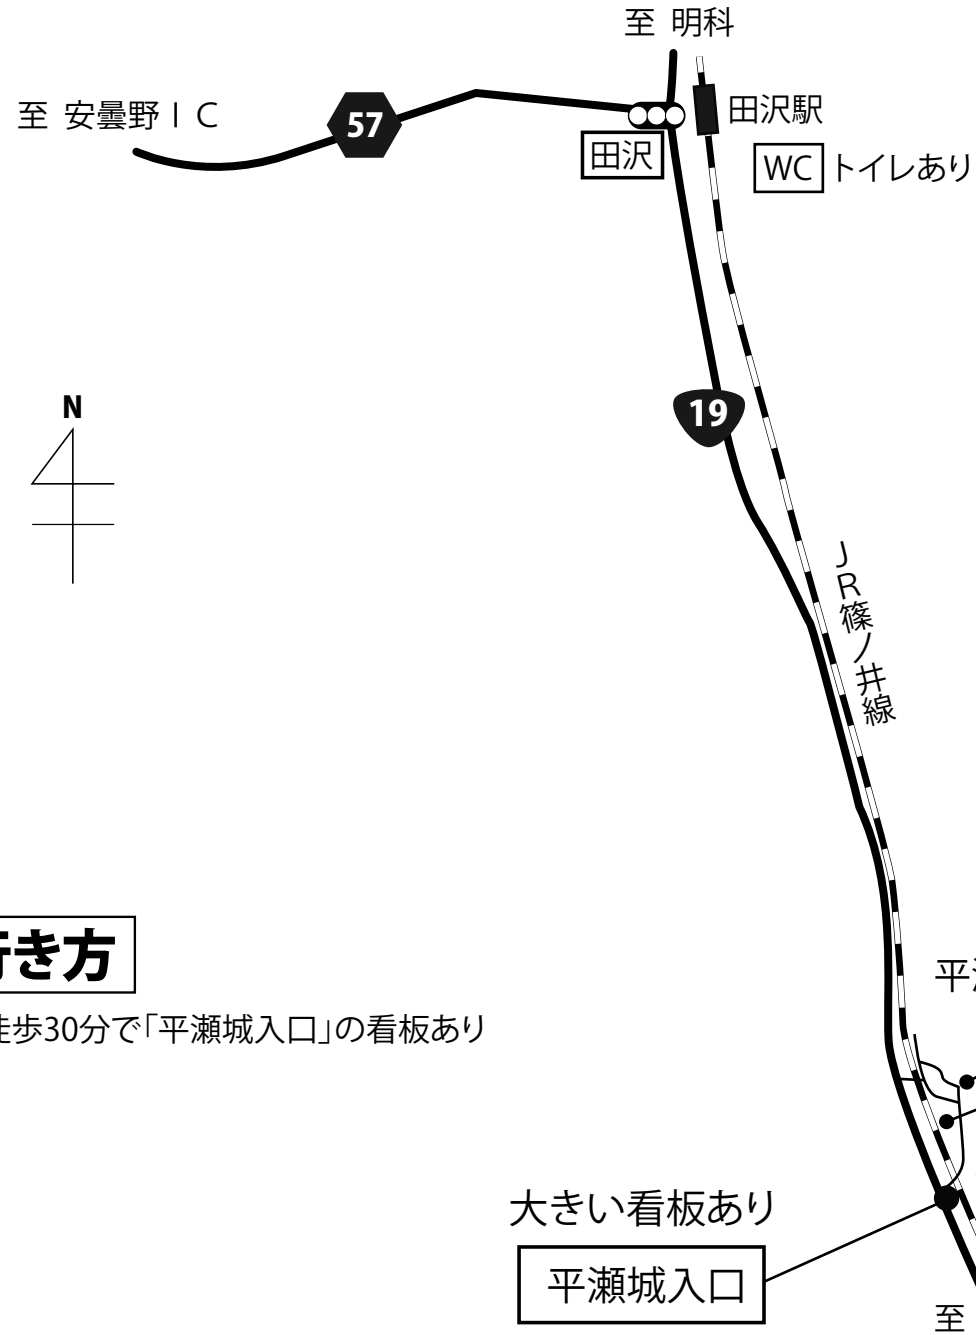 至 明科
至 安曇野ＩＣ
57
田沢駅
田沢
WC トイレあり
N
19
ＪＲ篠ノ井線
行き方
平瀬
徒歩30分で「平瀬城入口」の看板あり
大きい看板あり
平瀬城入口
至